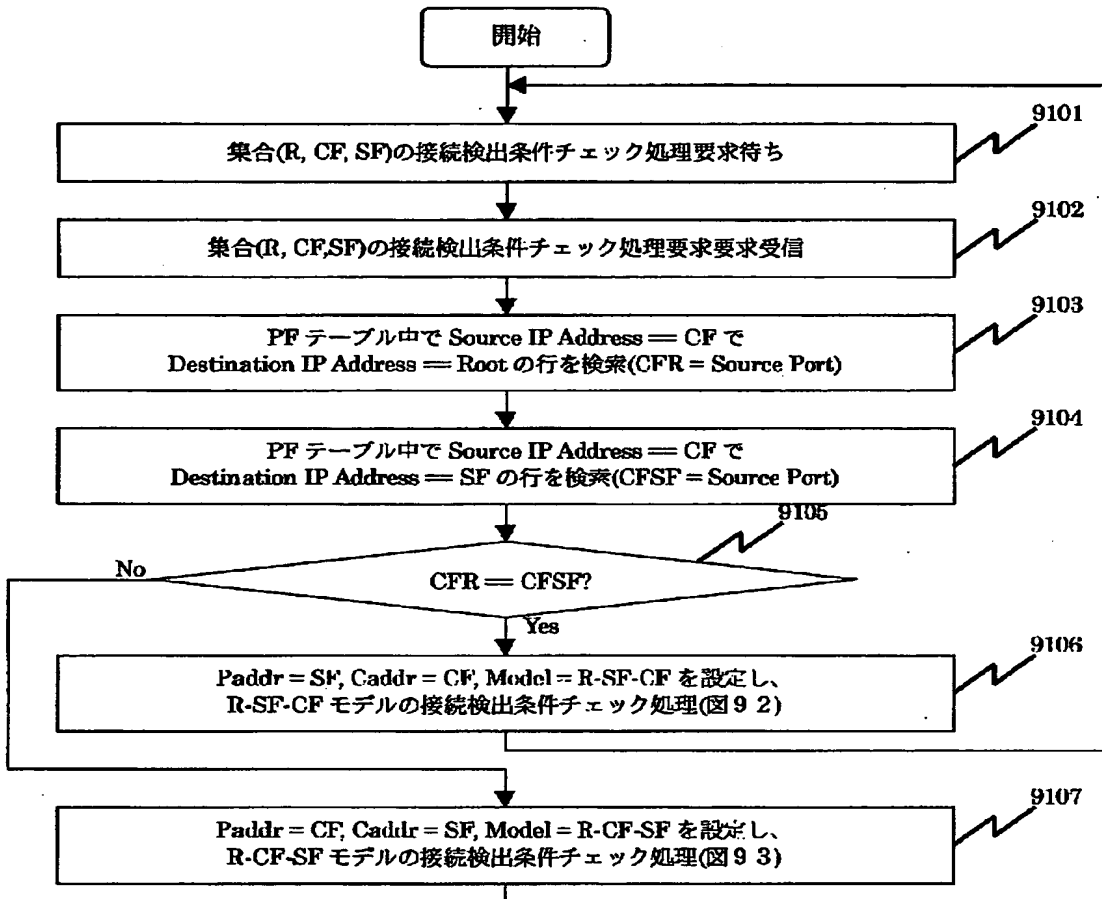 開始
9101
集合(R, CF, SF)の接続検出条件チェック処理要求待ち
9102
集合(R, CF,SF)の接続検出条件チェック処理要求要求受信
9103
PF テーブル中で Source IP Address == CF で
Destination IP Address == Root の行を検索(CFR = Source Port)
9104
PF テーブル中で Source IP Address == CF で
Destination IP Address == SF の行を検索(CFSF = Source Port)
9105
No
CFR == CFSF?
Yes
9106
Paddr = SF, Caddr = CF, Model = R-SF-CF を設定し、
R-SF-CF モデルの接続検出条件チェック処理(図９２)
9107
Paddr = CF, Caddr = SF, Model = R-CF-SF を設定し、
R-CF-SF モデルの接続検出条件チェック処理(図９３)